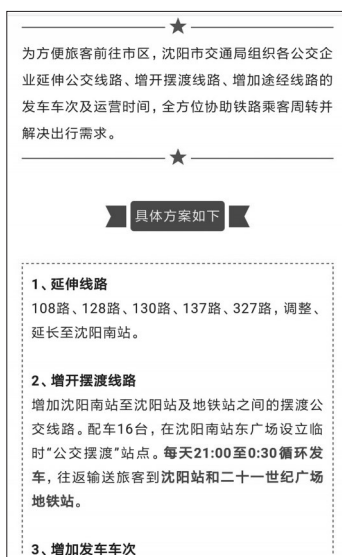 为方便旅客前往市区，沈阳市交通局组织各公交企
业延伸公交线路、增开摆渡线路、增加途经线路的
发车车次及运营时间，全方位协助铁路乘客周转并
解决出行需求。
具体方案如下
1、延伸线路
108路、128路、130路、137路、327路，调整、
延长至沈阳南站。
2、增开摆渡线路
增加沈阳南站至沈阳站及地铁站之间的摆渡公
交线路。配车16台，在沈阳南站东广场设立临
时“公交摆渡”站点。每天21:00至0:30循环发
车，往返输送旅客到沈阳站和二十一世纪广场
地铁站。
3、增加发车车次